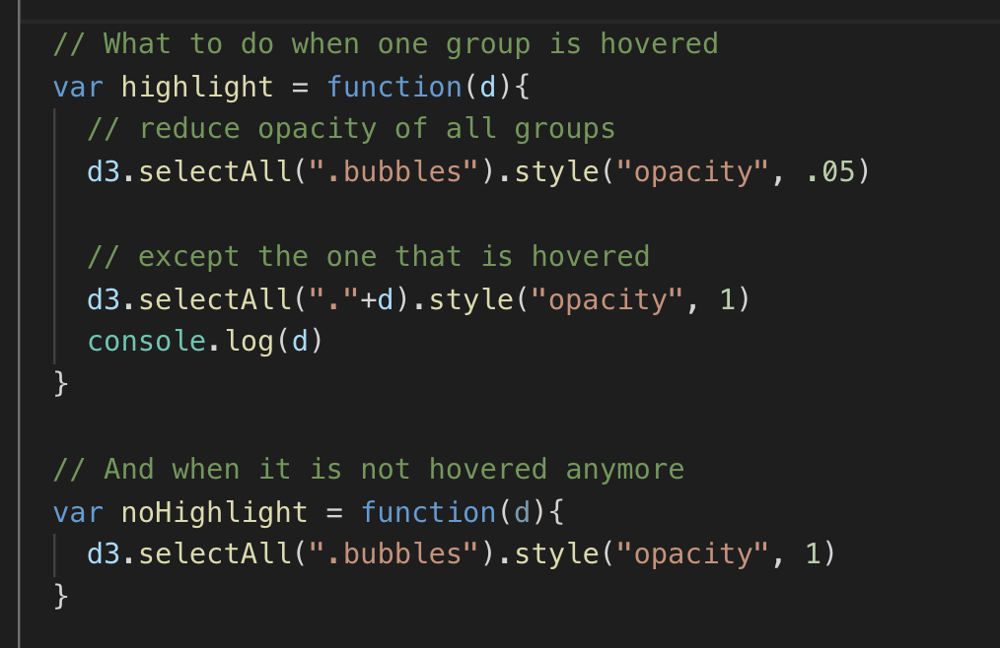 // What to do when one group is hovered
var highlight = function(d){
// reduce opacity of all groups
d3.selectAll(".bubbles").style("opacity", .05)
// except the one that is hovered
d3.selectAll("."+d).style("opacity", 1)
console.log(d)
}
// And when it is not hovered anymore
var noHighlight = function(d){
d3.selectAll(".bubbles").style("opacity", 1)
}